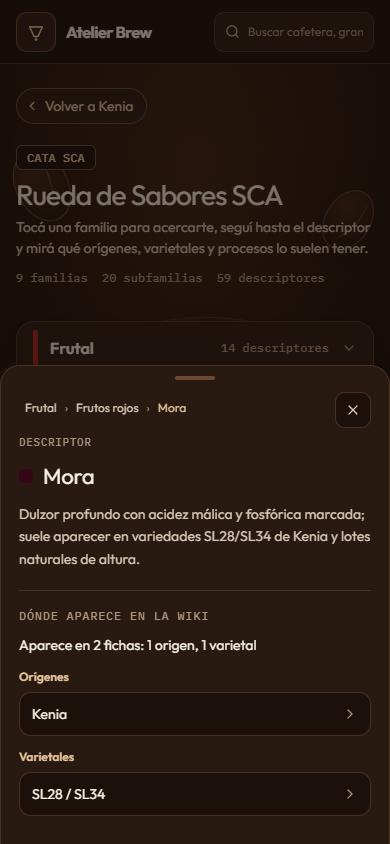 Atelier Brew
Buscar cafetera, gran
Volver a Kenia
CATA SCA
Rueda de Sabores SCA
Tocá una familia para acercarte, seguí hasta el descriptor
y mirá qué orígenes, varietales y procesos lo suelen tener.
9 familias 20 subfamilias 59 descriptores
Frutal 14 descriptores
Frutal › Frutos rojos › Mora
DESCRIPTOR
Mora
Dulzor profundo con acidez málica y fosfórica marcada;
suele aparecer en variedades SL28/SL34 de Kenia y lotes
naturales de altura.
DÓNDE APARECE EN LA WIKI
Aparece en 2 fichas: 1 origen, 1 varietal
Orígenes
Kenia
Varietales
SL28 / SL34